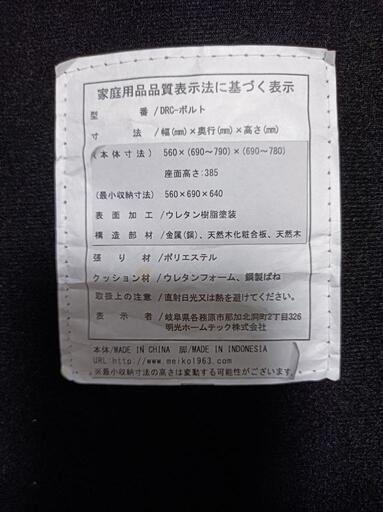 家庭用品品質表示法に基づく表示
型番／DRC-ポルト
寸法／幅(㎜)×奥行(㎜)×高さ(㎜)
(本体寸法) 560×(690～790)×(690～780)
座面高さ:385
(最小収納寸法) 560×690×640
表面加工／ウレタン樹脂塗装
構造部材／金属(鋼)、天然木化粧合板、天然木
張り材／ポリエステル
クッション材／ウレタンフォーム、鋼製ばね
取扱上の注意／直射日光又は熱を避けてください。
表示者／岐阜県各務原市那加北洞町2丁目326
明光ホームテック株式会社
本体/MADE IN CHINA 脚/MADE IN INDONESIA
URL:http://www.meiko1963.com
※最小収納寸法の高さは変動する可能性がございます。